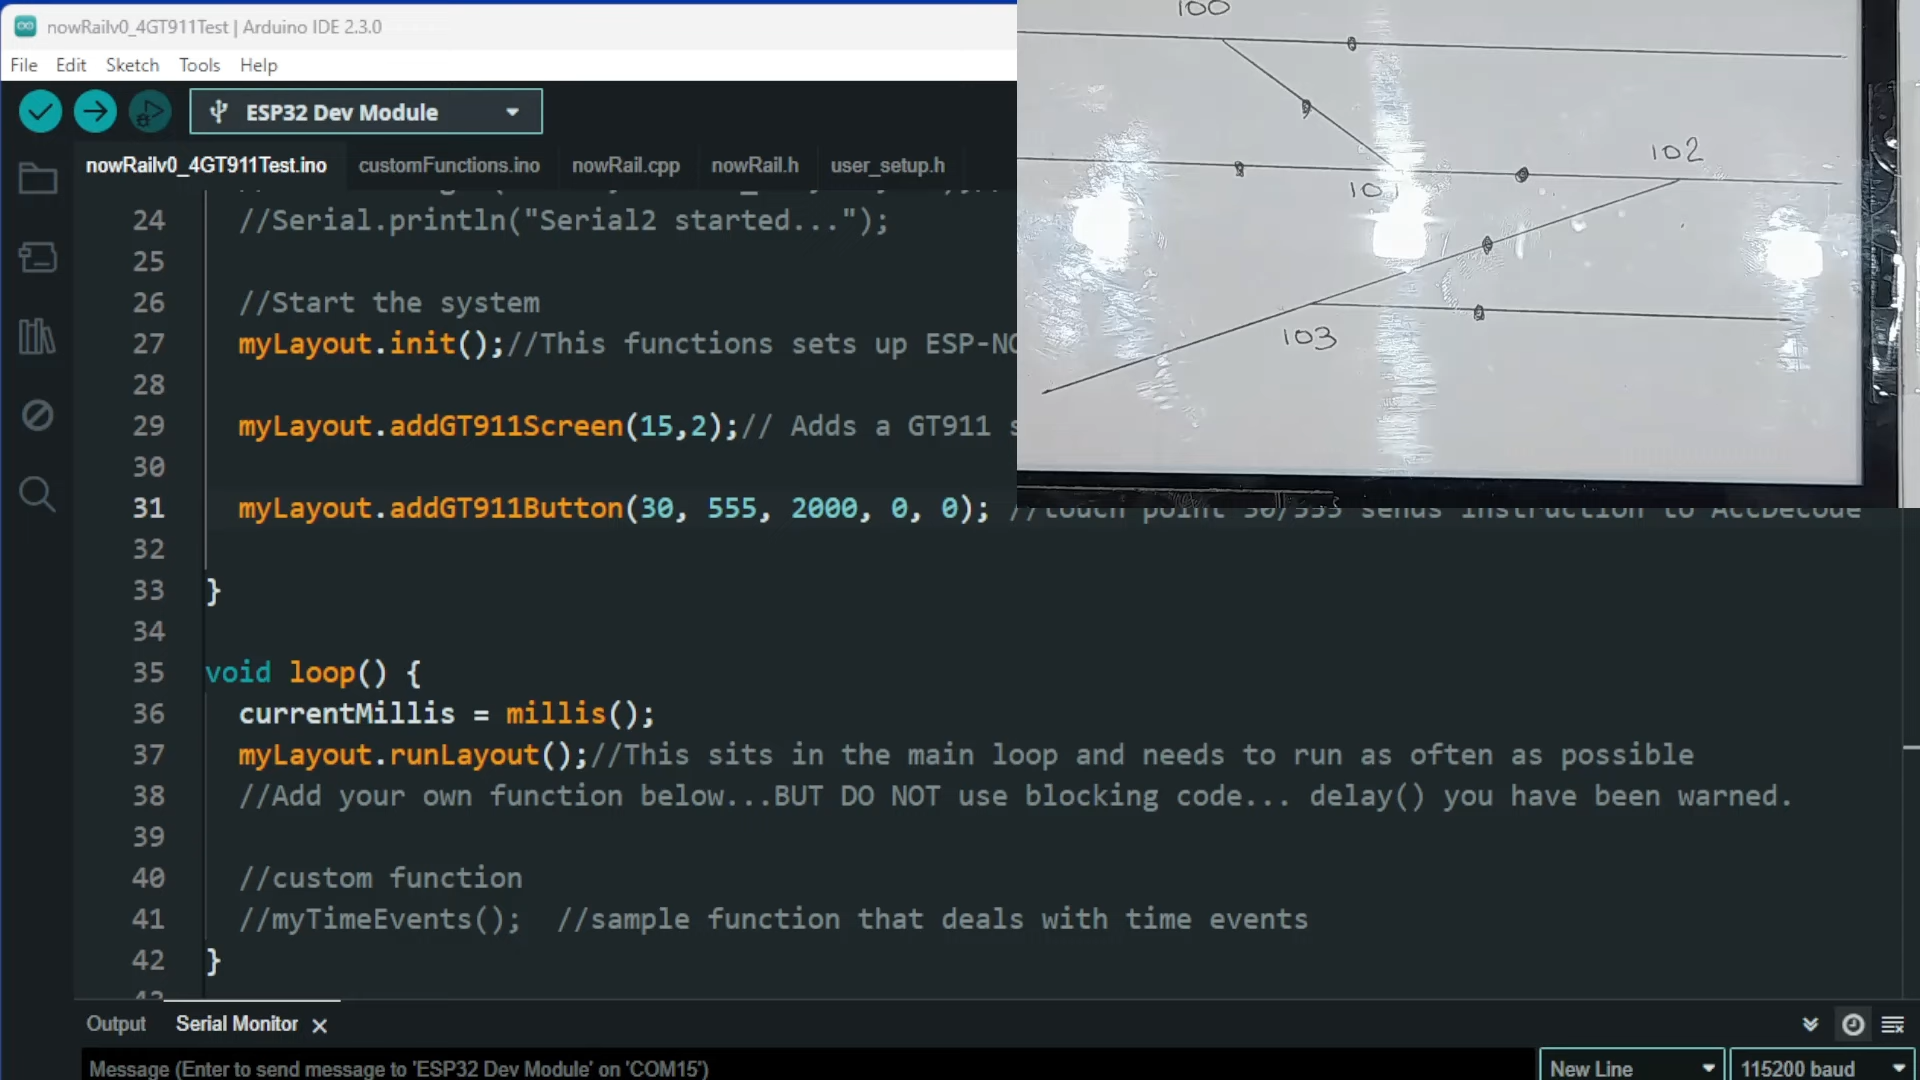 nowRailv0_4GT911Test | Arduino IDE 2.3.0
File Edit Sketch Tools Help
ESP32 Dev Module
nowRailv0_4GT911Test.ino customFunctions.ino nowRail.cpp nowRail.h user_setup.h
24 //Serial.println("Serial2 started...");
25
26 //Start the system
27 myLayout.init();//This functions sets up ESP-NO
28
29 myLayout.addGT911Screen(15,2);// Adds a GT911 s
30
31 myLayout.addGT911Button(30, 555, 2000, 0, 0); //touch point 30/555 sends instruction to AccDecode
32
33 }
34
35 void loop() {
36 currentMillis = millis();
37 myLayout.runLayout();//This sits in the main loop and needs to run as often as possible
38 //Add your own function below...BUT DO NOT use blocking code... delay() you have been warned.
39
40 //custom function
41 //myTimeEvents(); //sample function that deals with time events
42 }
Output Serial Monitor
Message (Enter to send message to 'ESP32 Dev Module' on 'COM15')
New Line 115200 baud
100
101
102
103